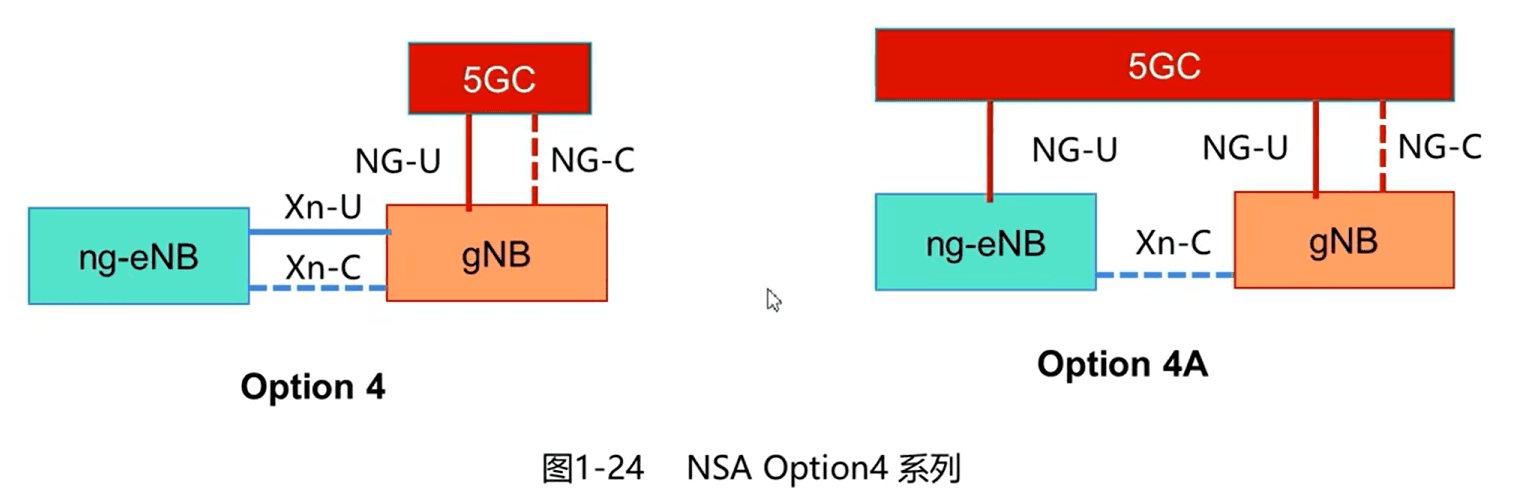 5GC
NG-U
NG-C
Xn-U
ng-eNB
gNB
Xn-C
Option 4
5GC
NG-U
NG-U
NG-C
ng-eNB
Xn-C
gNB
Option 4A
图1-24 NSA Option4 系列